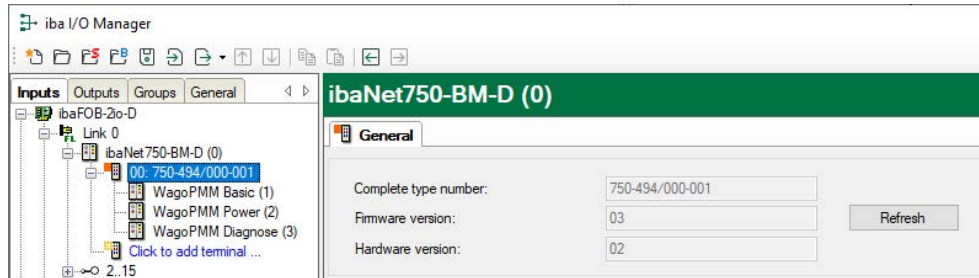 iba I/O Manager
Inputs Outputs Groups General
ibaFOB-2io-D
Link 0
ibaNet750-BM-D (0)
00: 750-494/000-001
WagoPMM Basic (1)
WagoPMM Power (2)
WagoPMM Diagnose (3)
Click to add terminal ...
2..15
ibaNet750-BM-D (0)
General
Complete type number: 750-494/000-001
Firmware version: 03 Refresh
Hardware version: 02